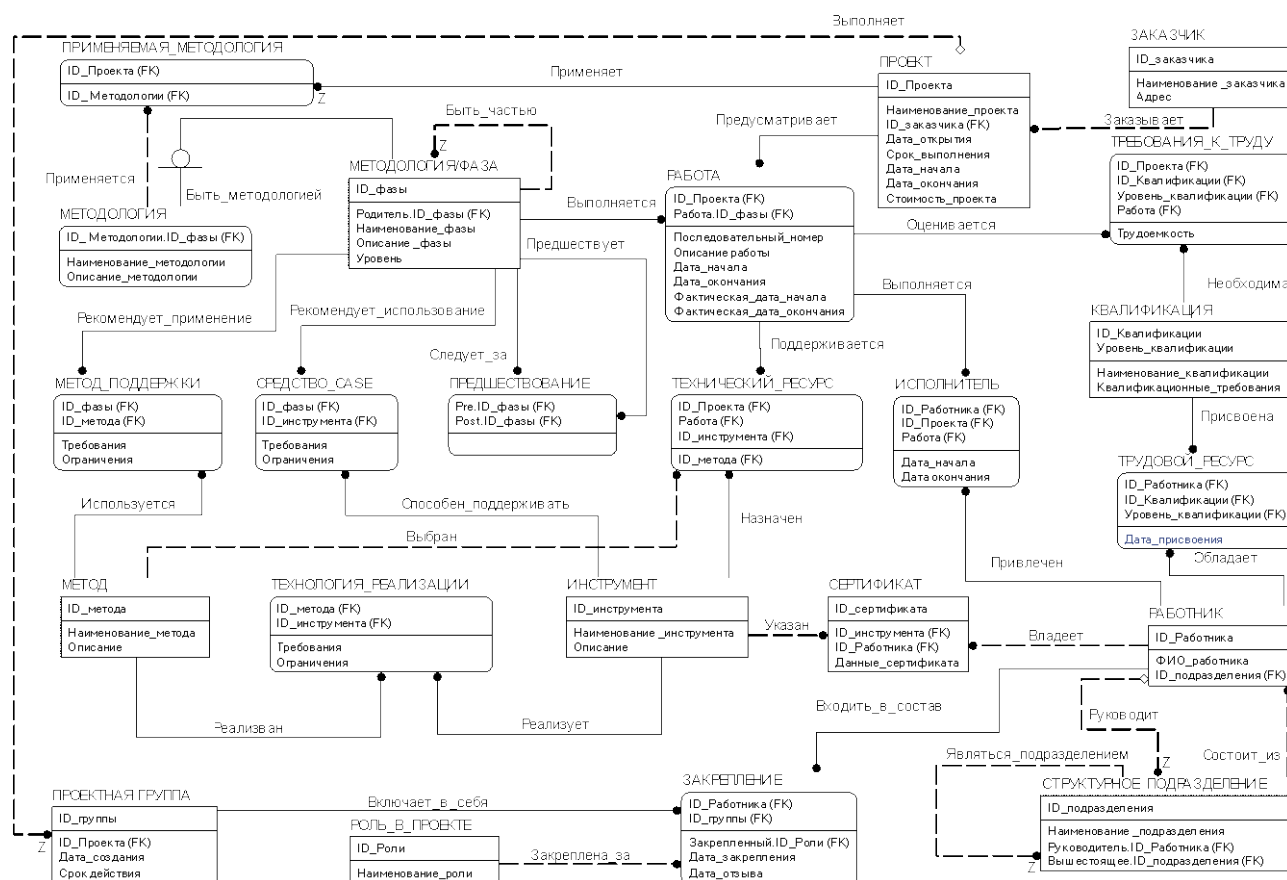 Выполняет
ПРИМЕНЯЕМАЯ_МЕТОДОЛОГИЯ
ID_Проекта (FK)
ID_Методологии (FK)
Z
Применяет
ПРОЕКТ
ID_Проекта
Наименование_проекта
ID_заказчика (FK)
Дата_открытия
Срок_выполнения
Дата_начала
Дата_окончания
Стоимость_проекта
ЗАКАЗЧИК
ID_заказчика
Наименование_заказчика
Адрес
Заказывает
Быть_частью
Z
Предусматривает
ТРЕБОВАНИЯ_К_ТРУДУ
ID_Проекта (FK)
ID_Квалификации (FK)
Уровень_квалификации (FK)
Работа (FK)
Трудоемкость
МЕТОДОЛОГИЯ/ФАЗА
ID_фазы
Родитель.ID_фазы (FK)
Наименование_фазы
Описание_фазы
Уровень
Применяется
Быть_методологией
МЕТОДОЛОГИЯ
ID_Методологии.ID_фазы (FK)
Наименование_методологии
Описание_методологии
Выполняется
Предшествует
РАБОТА
ID_Проекта (FK)
Работа.ID_фазы (FK)
Последовательный_номер
Описание работы
Дата_начала
Дата_окончания
Фактическая_дата_начала
Фактическая_дата_окончания
Оценивается
Выполняется
Необходима
Рекомендует_применение
Рекомендует_использование
Следует_за
Поддерживается
КВАЛИФИКАЦИЯ
ID_Квалификации
Уровень_квалификации
Наименование_квалификации
Квалификационные_требования
МЕТОД_ПОДДЕРЖКИ
ID_фазы (FK)
ID_метода (FK)
Требования
Ограничения
СРЕДСТВО_CASE
ID_фазы (FK)
ID_инструмента (FK)
Требования
Ограничения
ПРЕДШЕСТВОВАНИЕ
Pre.ID_фазы (FK)
Post.ID_фазы (FK)
ТЕХНИЧЕСКИЙ_РЕСУРС
ID_Проекта (FK)
Работа (FK)
ID_инструмента (FK)
ID_метода (FK)
ИСПОЛНИТЕЛЬ
ID_Работника (FK)
ID_Проекта (FK)
Работа (FK)
Дата_начала
Дата окончания
Присвоена
ТРУДОВОЙ_РЕСУРС
ID_Работника (FK)
ID_Квалификации (FK)
Уровень_квалификации (FK)
Дата_присвоения
Используется
Способен_поддерживать
Выбран
Назначен
Привлечен
Обладает
МЕТОД
ID_метода
Наименование_метода
Описание
ТЕХНОЛОГИЯ_РЕАЛИЗАЦИИ
ID_метода (FK)
ID_инструмента (FK)
Требования
Ограничения
ИНСТРУМЕНТ
ID_инструмента
Наименование_инструмента
Описание
Указан
СЕРТИФИКАТ
ID_сертификата
ID_инструмента (FK)
ID_Работника (FK)
Данные_сертификата
Владеет
РАБОТНИК
ID_Работника
ФИО_работника
ID_подразделения (FK)
Реализван
Реализует
Входить_в_состав
Руководит
Z
Являться_подразделением
Состоит_из
ПРОЕКТНАЯ ГРУППА
ID_группы
ID_Проекта (FK)
Дата_создания
Срок действия
Z
Включает_в_себя
РОЛЬ_В_ПРОЕКТЕ
ID_Роли
Наименование_роли
Закреплена_за
ЗАКРЕПЛЕНИЕ
ID_Работника (FK)
ID_группы (FK)
Закрепленный.ID_Роли (FK)
Дата_закрепления
Дата_отзыва
СТРУКТУРНОЕ_ПОДРАЗДЕЛЕНИЕ
ID_подразделения
Наименование_подразделения
Руководитель.ID_Работника (FK)
Вышестоящее.ID_подразделения (FK)
Z